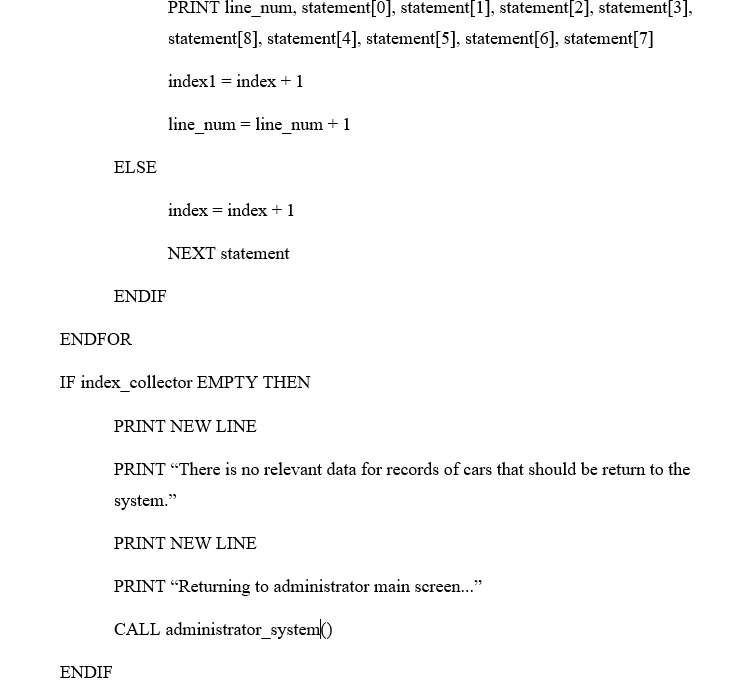 PRINT line_num, statement[0], statement[1], statement[2], statement[3],
statement[8], statement[4], statement[5], statement[6], statement[7]
index1 = index + 1
line_num = line_num + 1
ELSE
index = index + 1
NEXT statement
ENDIF
ENDFOR
IF index_collector EMPTY THEN
PRINT NEW LINE
PRINT “There is no relevant data for records of cars that should be return to the
system.”
PRINT NEW LINE
PRINT “Returning to administrator main screen...”
CALL administrator_system()
ENDIF